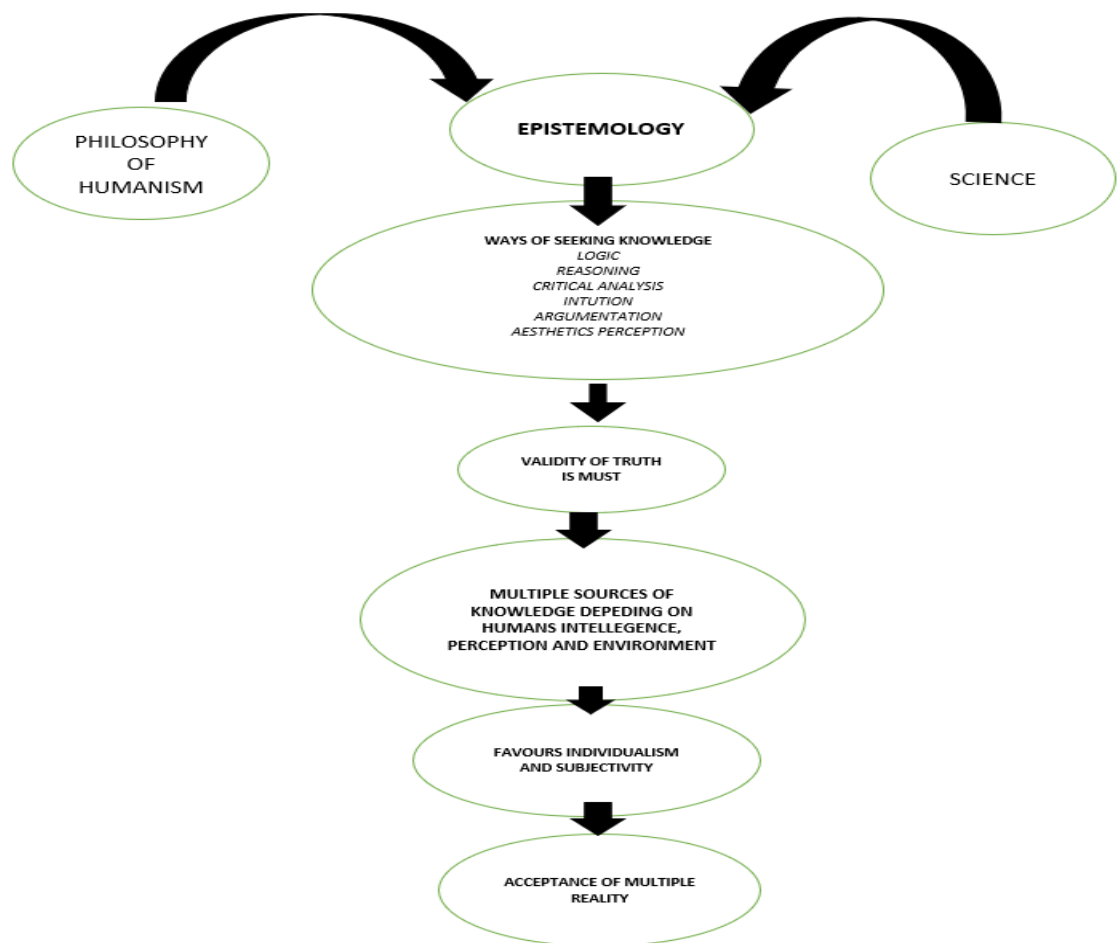 PHILOSOPHY
OF
HUMANISM
EPISTEMOLOGY
SCIENCE
WAYS OF SEEKING KNOWLEDGE
LOGIC
REASONING
CRITICAL ANALYSIS
INTUTION
ARGUMENTATION
AESTHETICS PERCEPTION
VALIDITY OF TRUTH
IS MUST
MULTIPLE SOURCES OF
KNOWLEDGE DEPEDING ON
HUMANS INTELLEGENCE,
PERCEPTION AND ENVIRONMENT
FAVOURS INDIVIDUALISM
AND SUBJECTIVITY
ACCEPTANCE OF MULTIPLE
REALITY